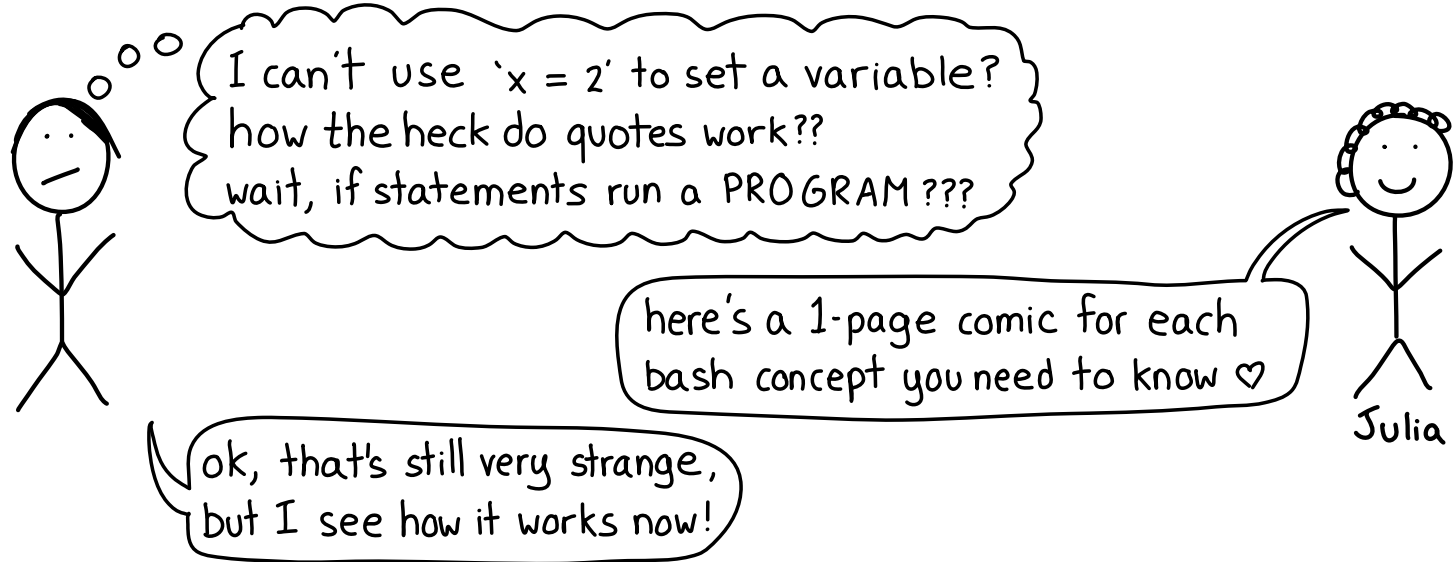 I can't use `x = 2' to set a variable?
how the heck do quotes work??
wait, if statements run a PROGRAM???
here's a 1-page comic for each
bash concept you need to know ♡
Julia
ok, that's still very strange,
but I see how it works now!